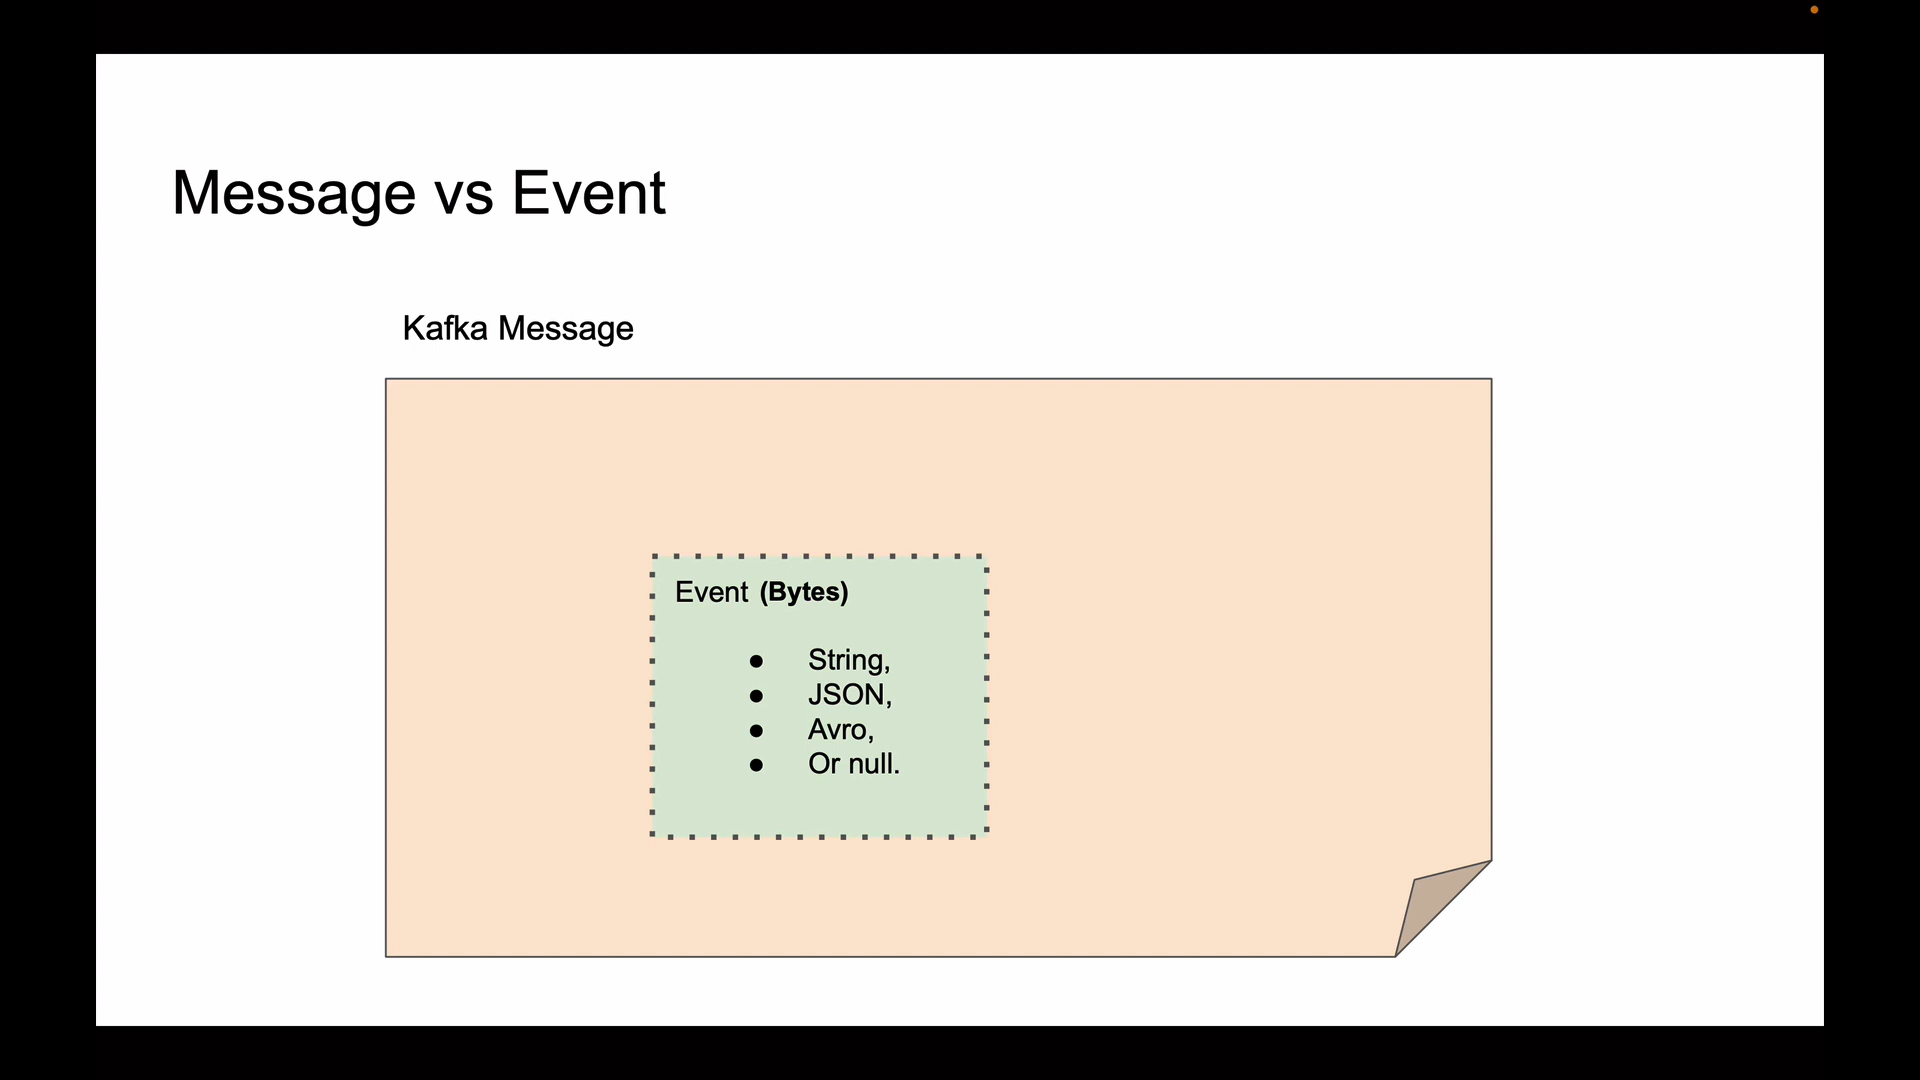 Message vs Event
Kafka Message
Event (Bytes)
● String,
● JSON,
● Avro,
● Or null.